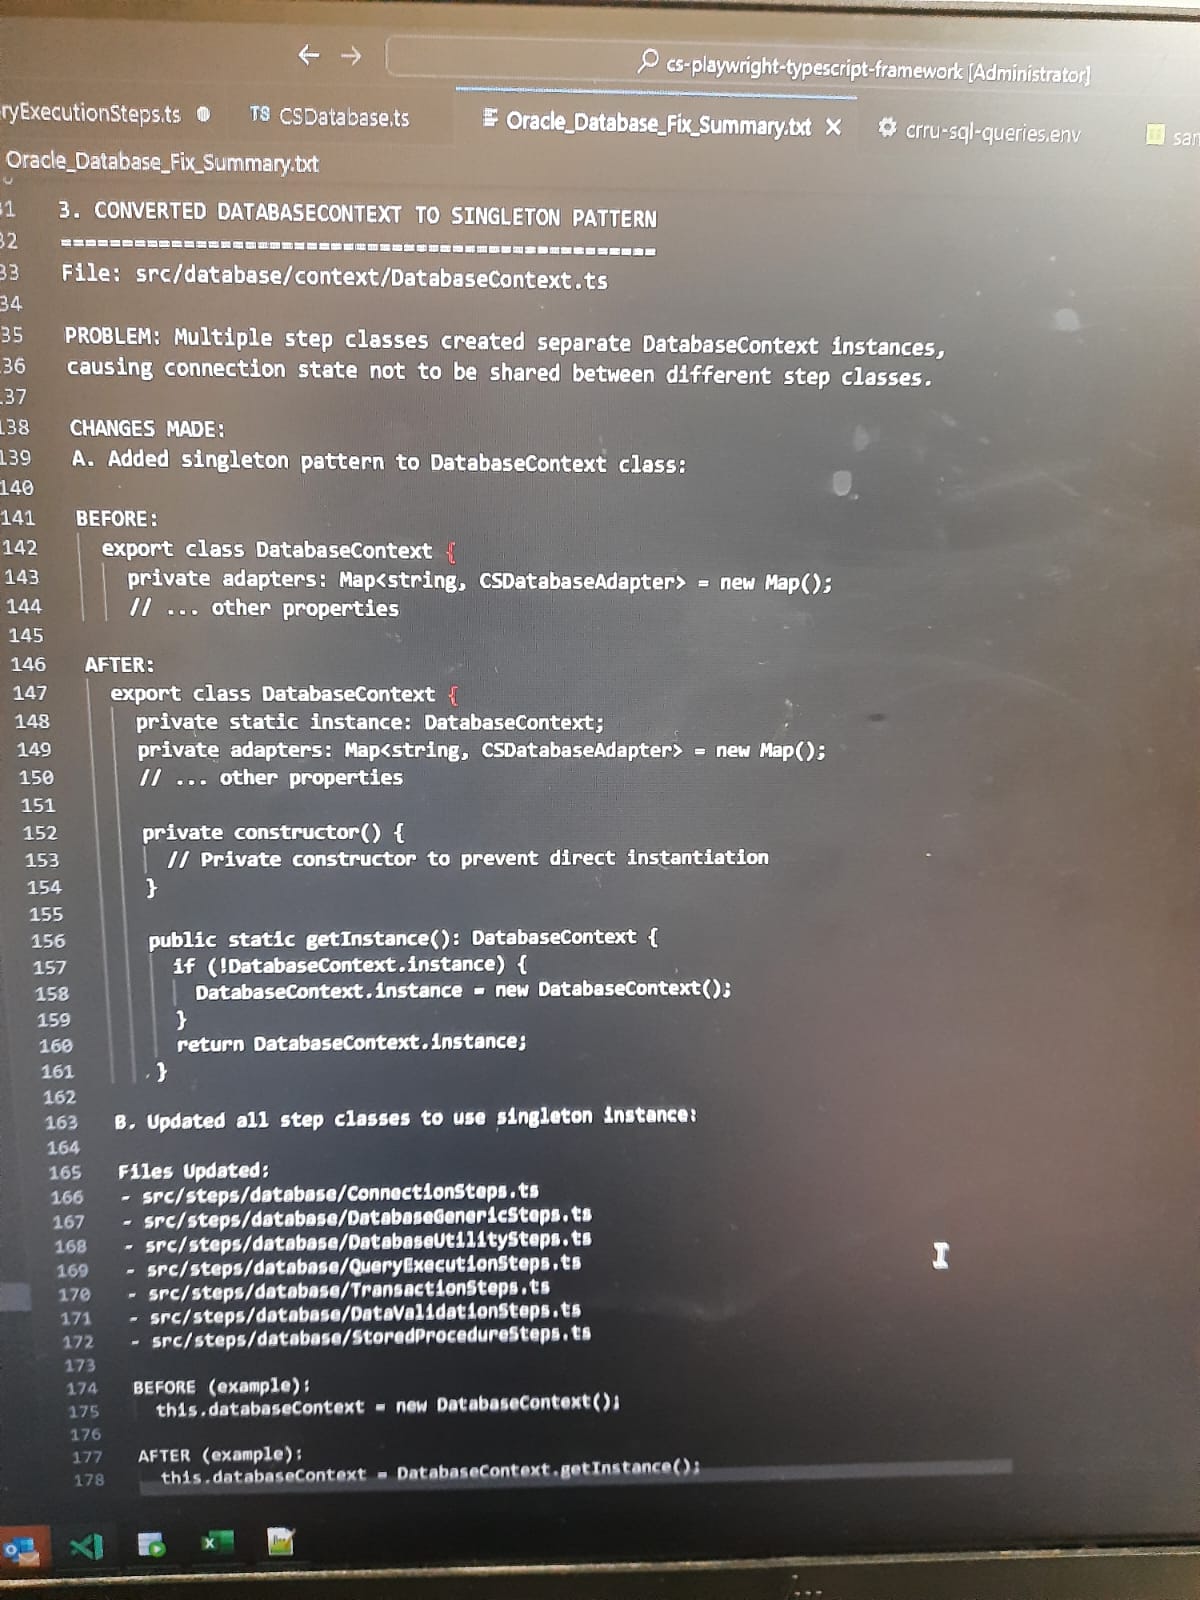 ← →
cs-playwright-typescript-framework [Administrator]
ryExecutionSteps.ts
TS CSDatabase.ts
Oracle_Database_Fix_Summary.txt ×
crru-sql-queries.env
Oracle_Database_Fix_Summary.txt
31 3. CONVERTED DATABASECONTEXT TO SINGLETON PATTERN
32 =================================================
33 File: src/database/context/DatabaseContext.ts
34
35 PROBLEM: Multiple step classes created separate DatabaseContext instances,
36 causing connection state not to be shared between different step classes.
37
138 CHANGES MADE:
139 A. Added singleton pattern to DatabaseContext class:
140
141 BEFORE:
142 export class DatabaseContext {
143 private adapters: Map<string, CSDatabaseAdapter> = new Map();
144 // ... other properties
145
146 AFTER:
147 export class DatabaseContext {
148 private static instance: DatabaseContext;
149 private adapters: Map<string, CSDatabaseAdapter> = new Map();
150 // ... other properties
151
152 private constructor() {
153 // Private constructor to prevent direct instantiation
154 }
155
156 public static getInstance(): DatabaseContext {
157 if (!DatabaseContext.instance) {
158 DatabaseContext.instance = new DatabaseContext();
159 }
160 return DatabaseContext.instance;
161 }
162
163 B. Updated all step classes to use singleton instance:
164
165 Files Updated:
166 - src/steps/database/ConnectionSteps.ts
167 - src/steps/database/DatabaseGenericSteps.ts
168 - src/steps/database/DatabaseUtilitySteps.ts
169 - src/steps/database/QueryExecutionSteps.ts
170 - src/steps/database/TransactionSteps.ts
171 - src/steps/database/DataValidationSteps.ts
172 - src/steps/database/StoredProcedureSteps.ts
173
174 BEFORE (example):
175 this.databaseContext = new DatabaseContext();
176
177 AFTER (example):
178 this.databaseContext = DatabaseContext.getInstance();